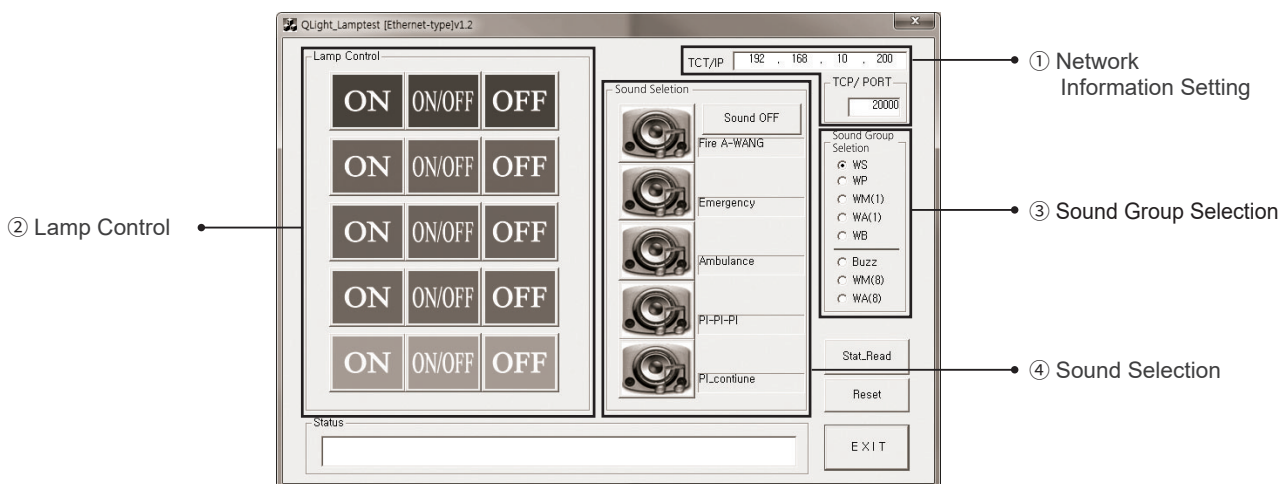 QLight_Lamptest [Ethernet-type]v1.2
x
Lamp Control
ON ON/OFF OFF
ON ON/OFF OFF
ON ON/OFF OFF
ON ON/OFF OFF
ON ON/OFF OFF
② Lamp Control
TCT/IP 192 . 168 . 10 . 200
TCP/ PORT
20000
① Network
Information Setting
Sound Seletion
Sound OFF
Fire A-WANG
Emergency
Ambulance
PI-PI-PI
PI_contiune
Sound Group
Seletion
WS
WP
WM(1)
WA(1)
WB
Buzz
WM(8)
WA(8)
③ Sound Group Selection
④ Sound Selection
Stat_Read
Reset
EXIT
Status